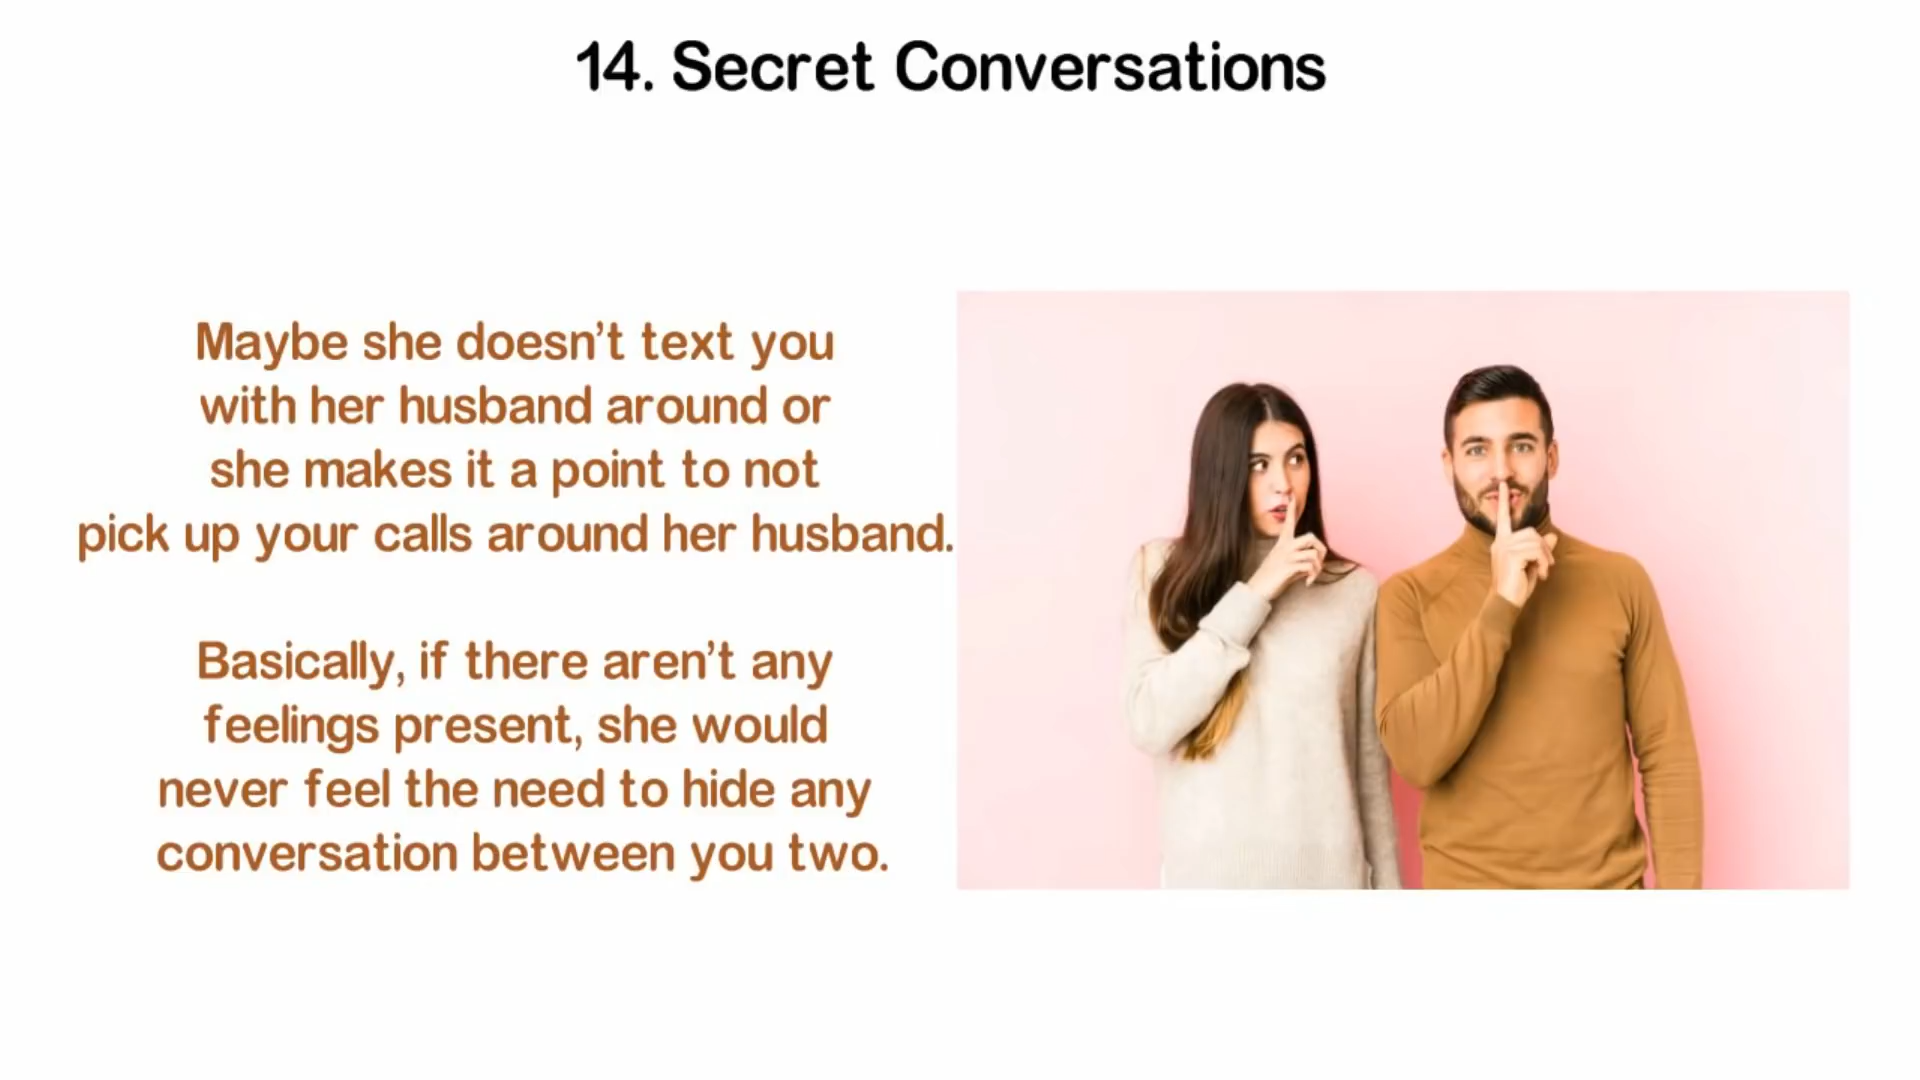 14. Secret Conversations
Maybe she doesn’t text you
with her husband around or
she makes it a point to not
pick up your calls around her husband.
Basically, if there aren’t any
feelings present, she would
never feel the need to hide any
conversation between you two.